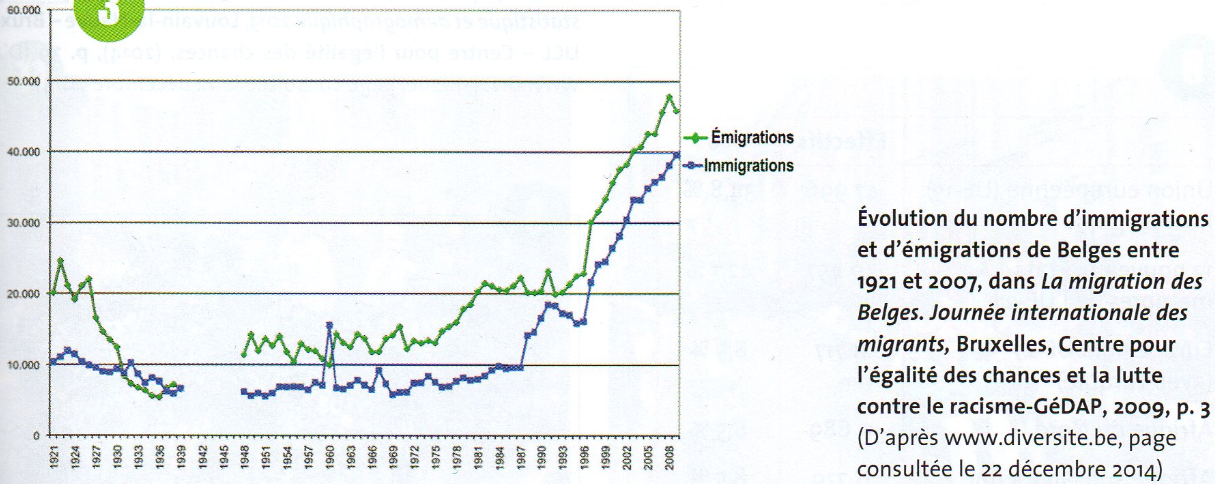 3
60.000
50.000
40.000
30.000
20.000
10.000
0
1921 1924 1927 1930 1933 1936 1939 1942 1945 1948 1951 1954 1957 1960 1963 1966 1969 1972 1975 1978 1981 1984 1987 1990 1993 1996 1999 2002 2005 2008
Émigrations
Immigrations
Évolution du nombre d'immigrations
et d'émigrations de Belges entre
1921 et 2007, dans La migration des
Belges. Journée internationale des
migrants, Bruxelles, Centre pour
l'égalité des chances et la lutte
contre le racisme-GéDAP, 2009, p. 3
(D'après www.diversite.be, page
consultée le 22 décembre 2014)